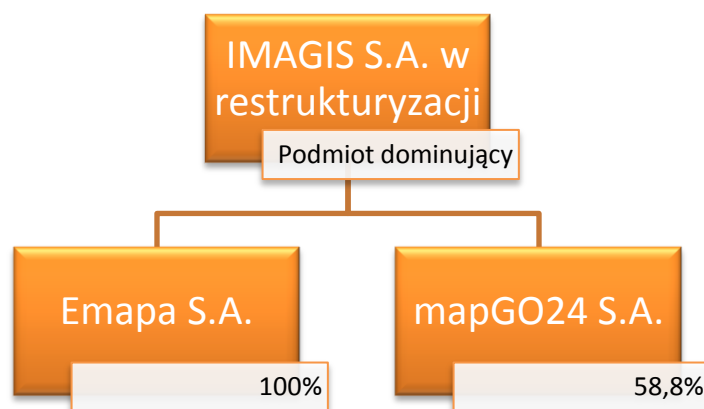 IMAGIS S.A. w
restrukturyzacji
Podmiot dominujący
Emapa S.A.
100%
mapGO24 S.A.
58,8%